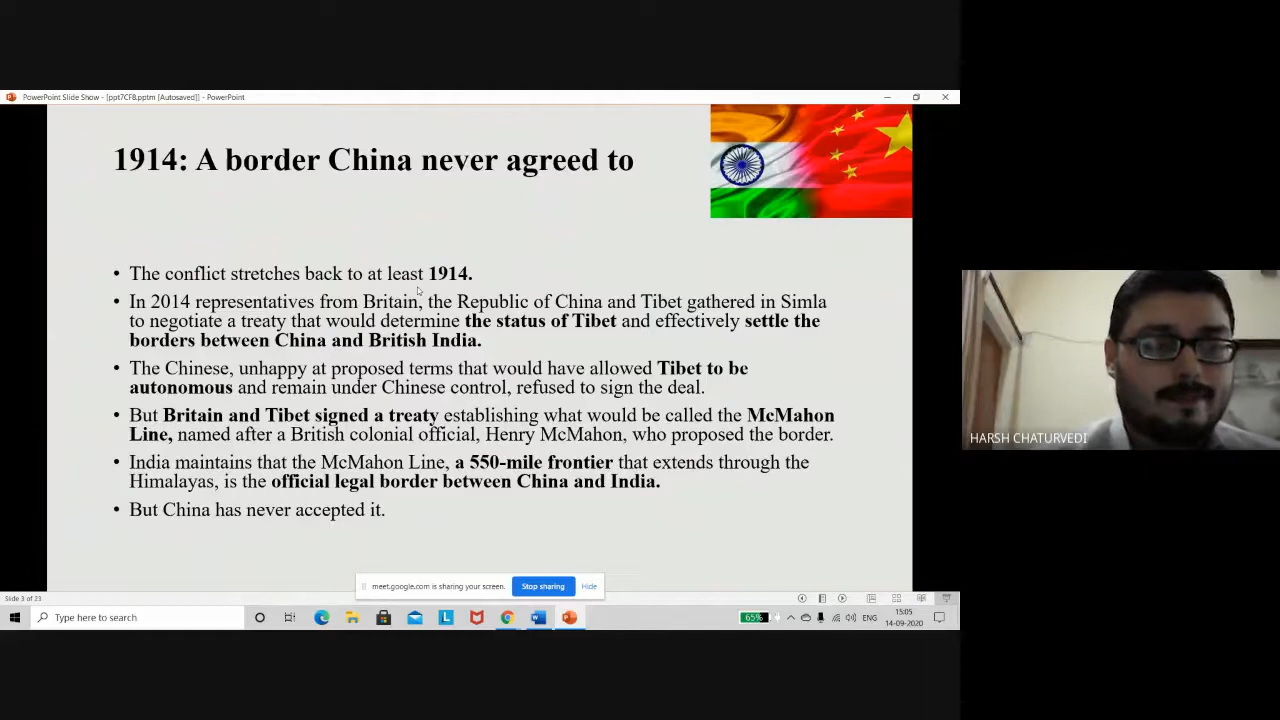 PowerPoint Slide Show - [ppt7CF8.pptm [Autosaved]] - PowerPoint
1914: A border China never agreed to
• The conflict stretches back to at least 1914.
• In 2014 representatives from Britain, the Republic of China and Tibet gathered in Simla
to negotiate a treaty that would determine the status of Tibet and effectively settle the
borders between China and British India.
• The Chinese, unhappy at proposed terms that would have allowed Tibet to be
autonomous and remain under Chinese control, refused to sign the deal.
• But Britain and Tibet signed a treaty establishing what would be called the McMahon
Line, named after a British colonial official, Henry McMahon, who proposed the border.
• India maintains that the McMahon Line, a 550-mile frontier that extends through the
Himalayas, is the official legal border between China and India.
• But China has never accepted it.
HARSH CHATURVEDI
meet.google.com is sharing your screen. Stop sharing Hide
Slide 3 of 23
Type here to search
65%
ENG
15:05
14-09-2020